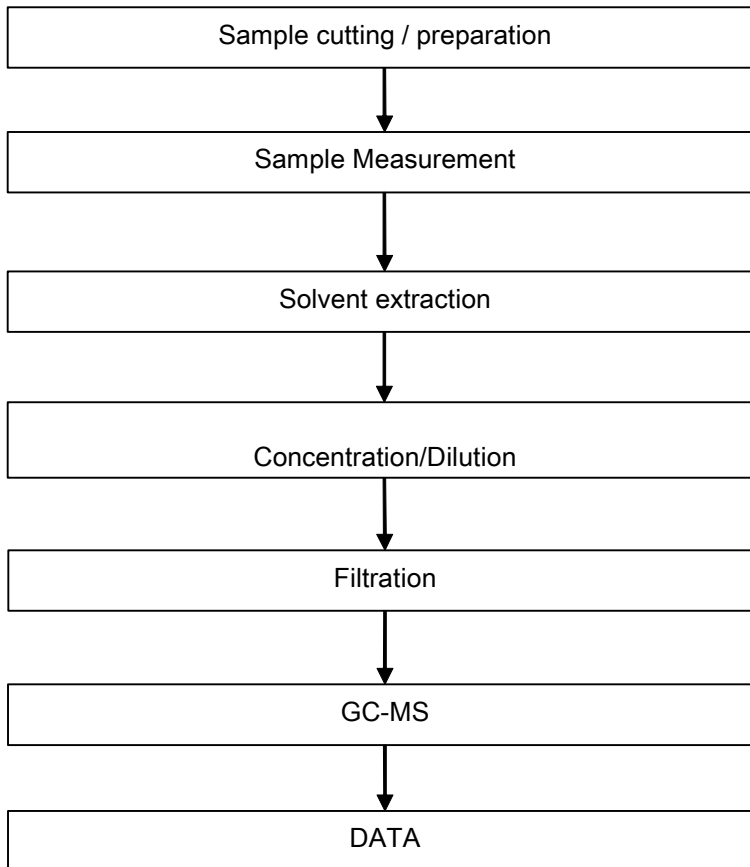 Sample cutting / preparation
Sample Measurement
Solvent extraction
Concentration/Dilution
Filtration
GC-MS
DATA